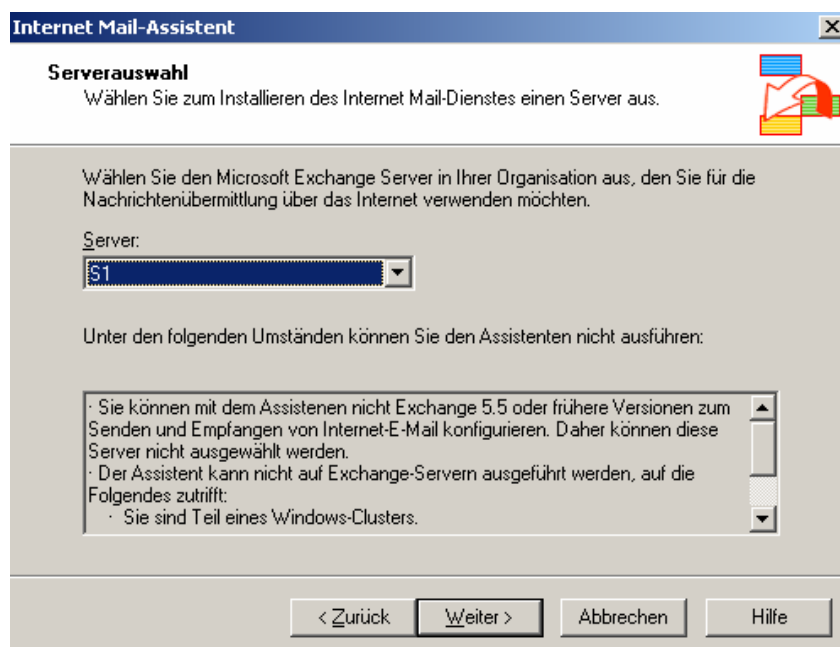 Internet Mail-Assistent
Serverauswahl
Wählen Sie zum Installieren des Internet Mail-Dienstes einen Server aus.
Wählen Sie den Microsoft Exchange Server in Ihrer Organisation aus, den Sie für die
Nachrichtenübermittlung über das Internet verwenden möchten.
Server:
S1
Unter den folgenden Umständen können Sie den Assistenten nicht ausführen:
· Sie können mit dem Assistenen nicht Exchange 5.5 oder frühere Versionen zum
Senden und Empfangen von Internet-E-Mail konfigurieren. Daher können diese
Server nicht ausgewählt werden.
· Der Assistent kann nicht auf Exchange-Servern ausgeführt werden, auf die
Folgendes zutrifft:
· Sie sind Teil eines Windows-Clusters.
< Zurück Weiter > Abbrechen Hilfe